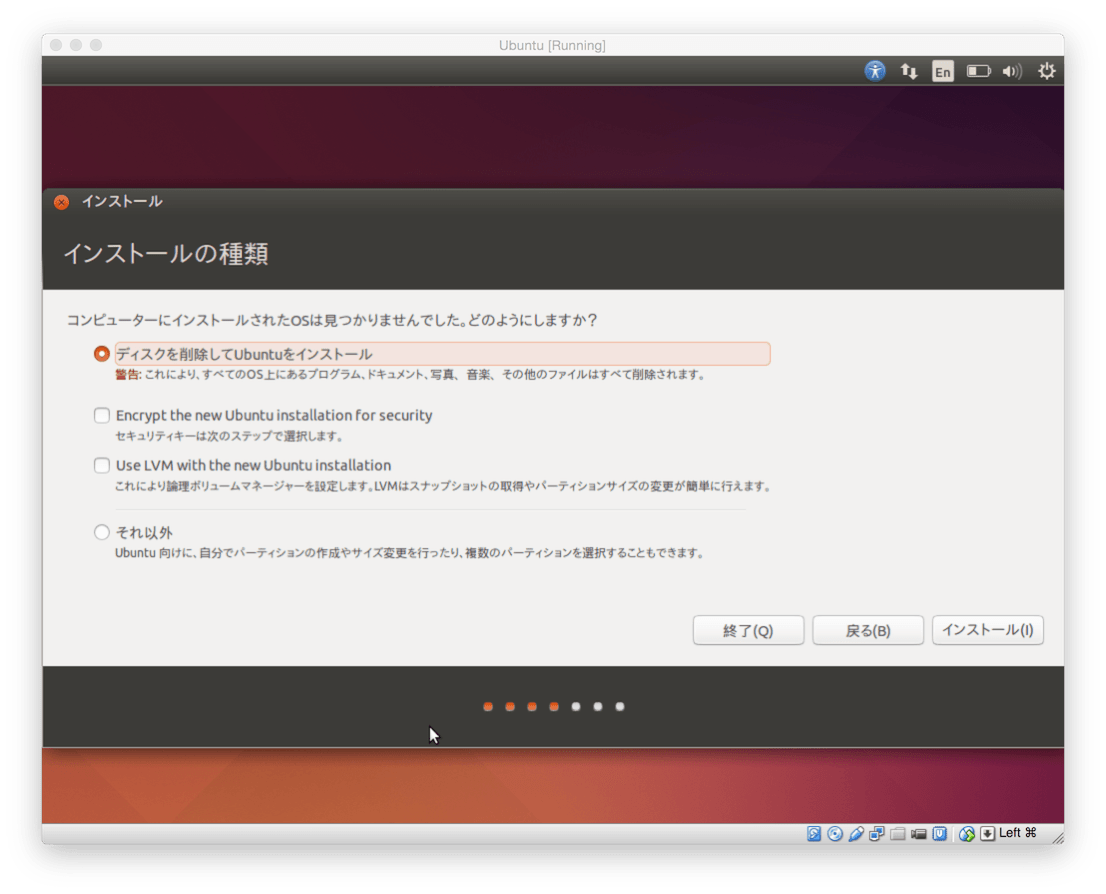 Ubuntu [Running]
En
インストール
インストールの種類
コンピューターにインストールされたOSは見つかりませんでした。どのようにしますか？
ディスクを削除してUbuntuをインストール
警告: これにより、すべてのOS上にあるプログラム、ドキュメント、写真、音楽、その他のファイルはすべて削除されます。
Encrypt the new Ubuntu installation for security
セキュリティキーは次のステップで選択します。
Use LVM with the new Ubuntu installation
これにより論理ボリュームマネージャーを設定します。LVMはスナップショットの取得やパーティションサイズの変更が簡単に行えます。
それ以外
Ubuntu 向けに、自分でパーティションの作成やサイズ変更を行ったり、複数のパーティションを選択することもできます。
終了(Q) 戻る(B) インストール(I)
Left ⌘